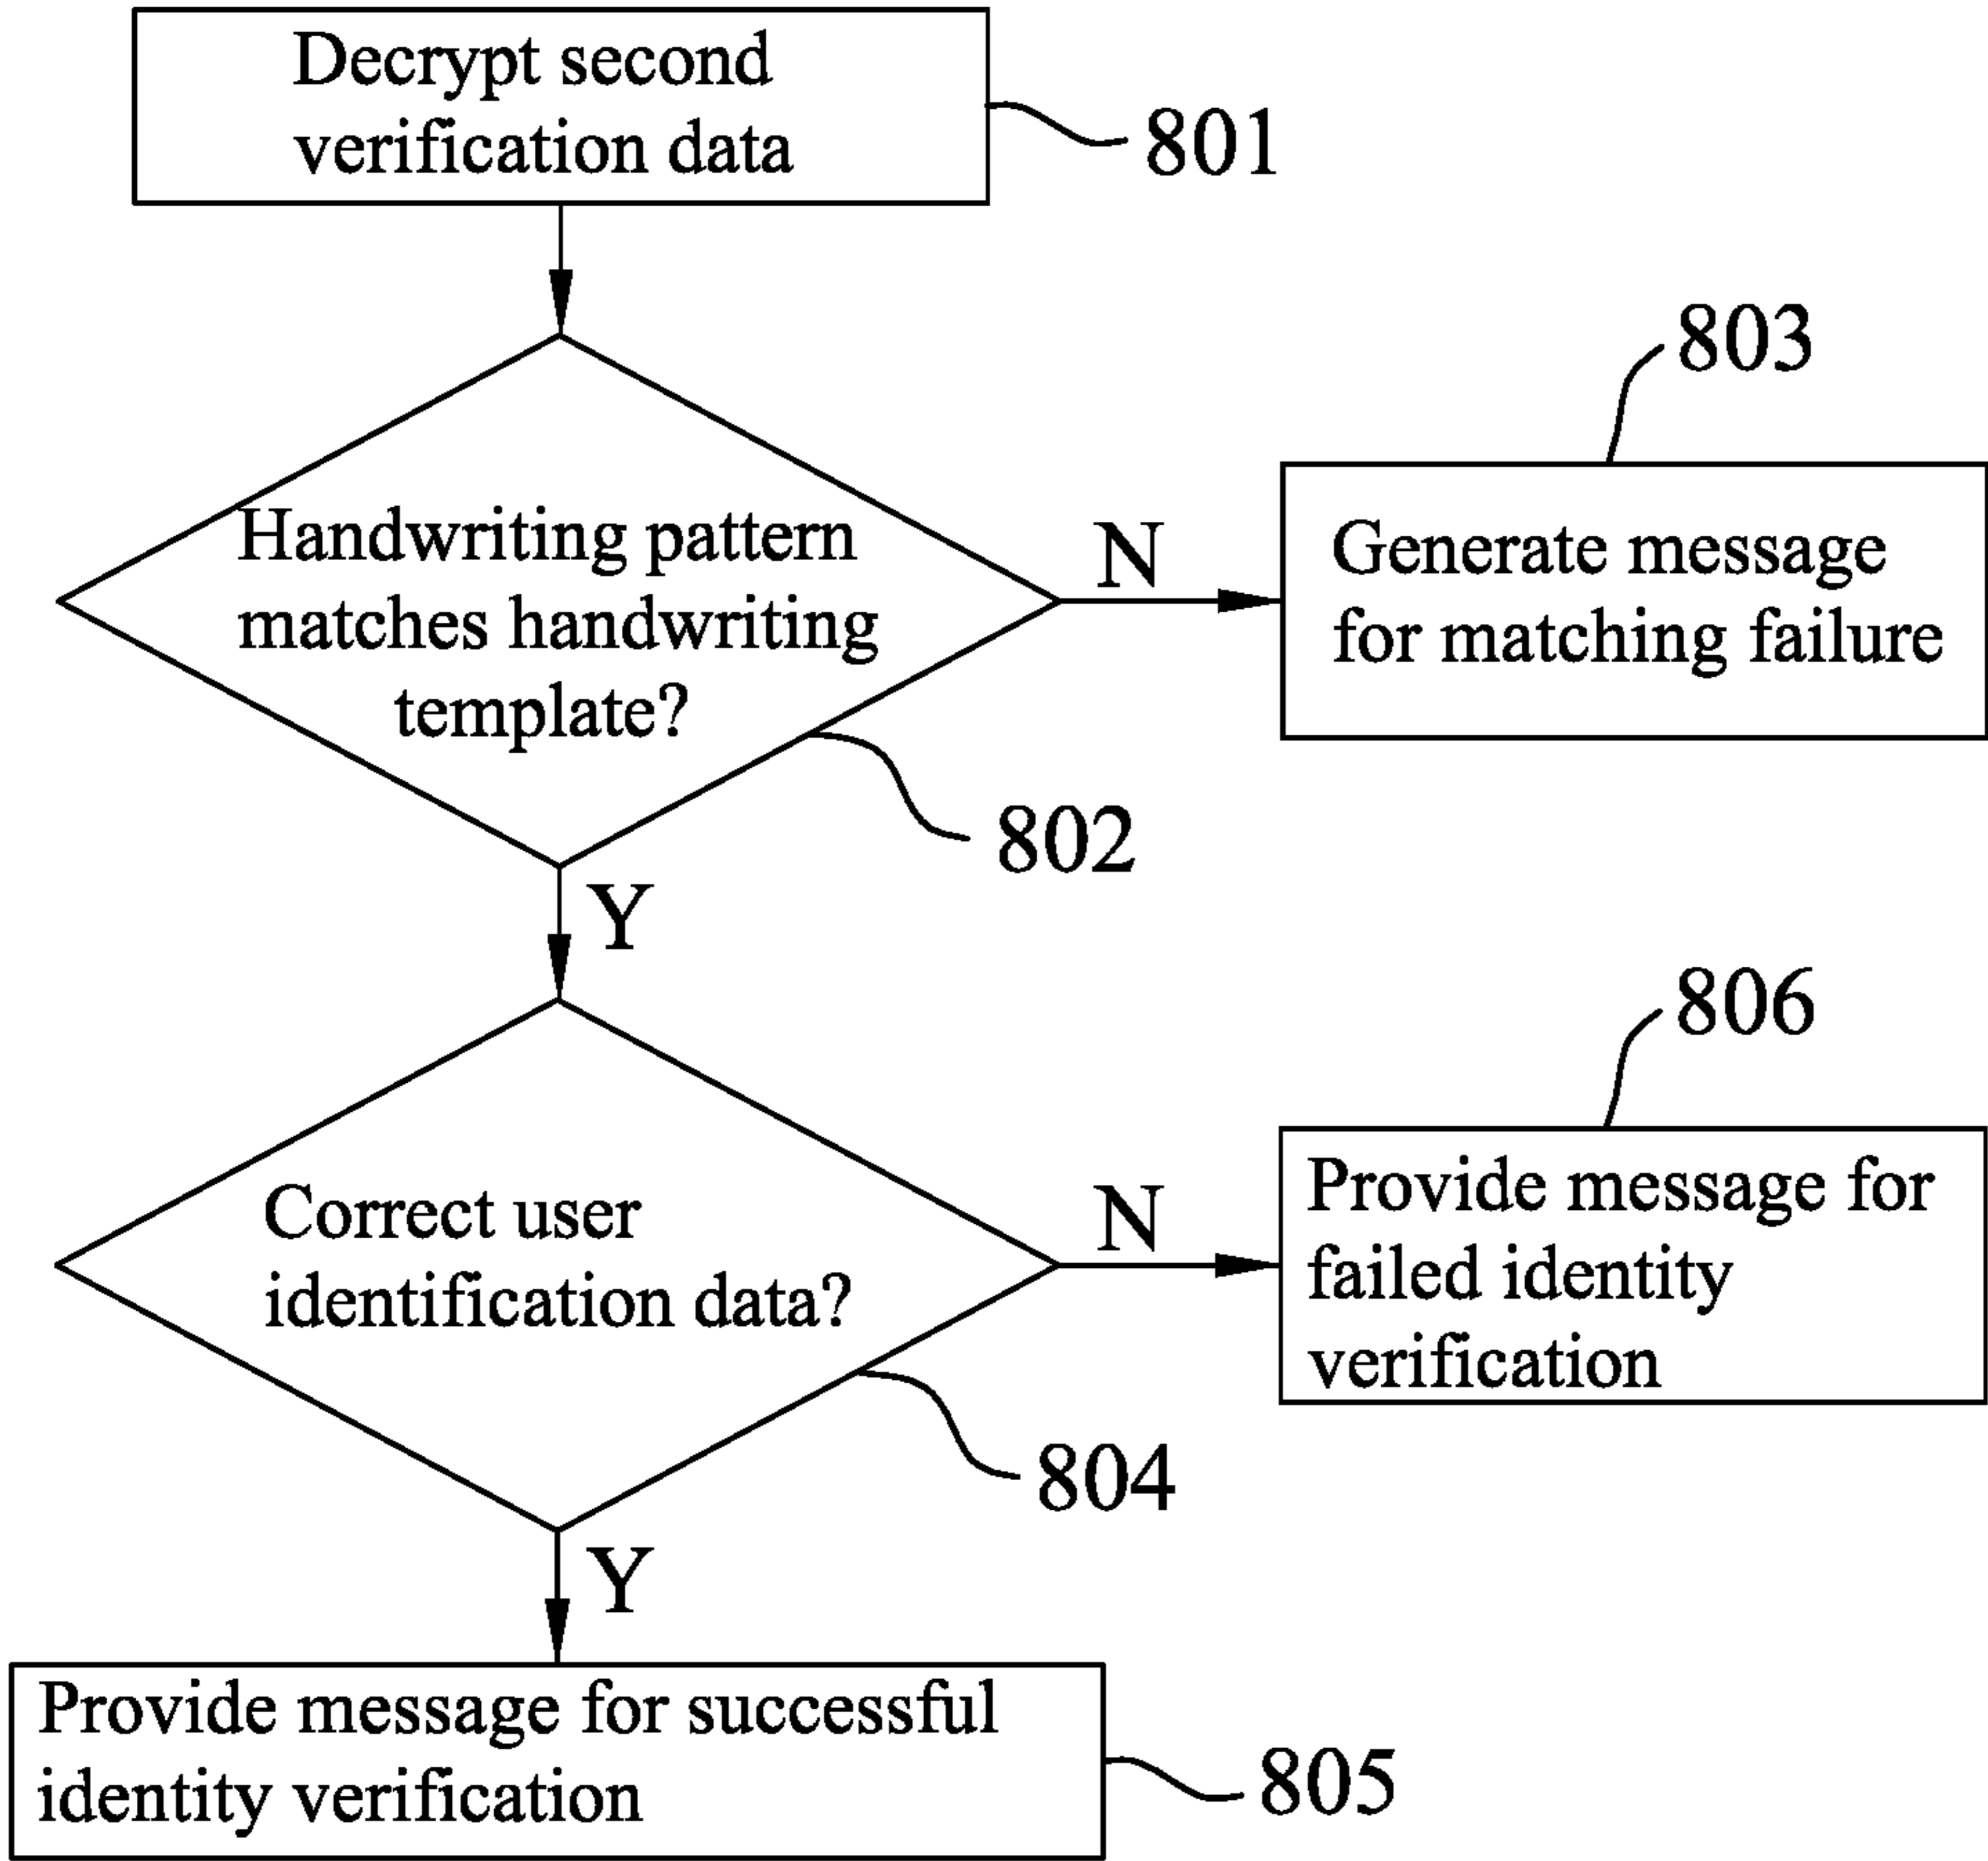 Decrypt second
verification data
801
803
Handwriting pattern
matches handwriting
template?
N
Generate message
for matching failure
802
Y
806
Correct user
identification data?
N
Provide message for
failed identity
verification
804
Y
Provide message for successful
identity verification
805